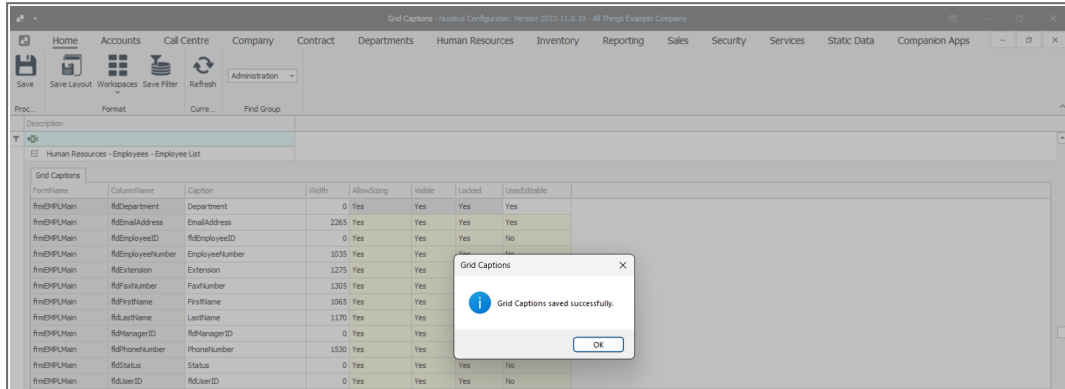 Grid Captions - Nucleus Configurator: Version 2023.11.0.10 - All Things Example Company
Home Accounts Call Centre Company Contract Departments Human Resources Inventory Reporting Sales Security Services Static Data Companion Apps
Save Save Layout Workspaces Save Filter Refresh Administration
Proc... Format Curre... Find Group
Description
Human Resources - Employees - Employee List
Grid Captions
FormName ColumnName Caption Width AllowSizing Visible Locked UserEditable
frmEMPLMain fldDepartment Department 0 Yes Yes Yes Yes
frmEMPLMain fldEmailAddress EmailAddress 2265 Yes Yes Yes Yes
frmEMPLMain fldEmployeeID fldEmployeeID 0 Yes Yes Yes No
frmEMPLMain fldEmployeeNumber EmployeeNumber 1035 Yes Yes
frmEMPLMain fldExtension Extension 1275 Yes Yes
frmEMPLMain fldFaxNumber FaxNumber 1305 Yes Yes
frmEMPLMain fldFirstName FirstName 1065 Yes Yes
frmEMPLMain fldLastName LastName 1170 Yes Yes
frmEMPLMain fldManagerID fldManagerID 0 Yes Yes
frmEMPLMain fldPhoneNumber PhoneNumber 1530 Yes Yes
frmEMPLMain fldStatus Status 0 Yes Yes Yes No
frmEMPLMain fldUserID fldUserID 0 Yes Yes Yes No
Grid Captions
Grid Captions saved successfully.
OK